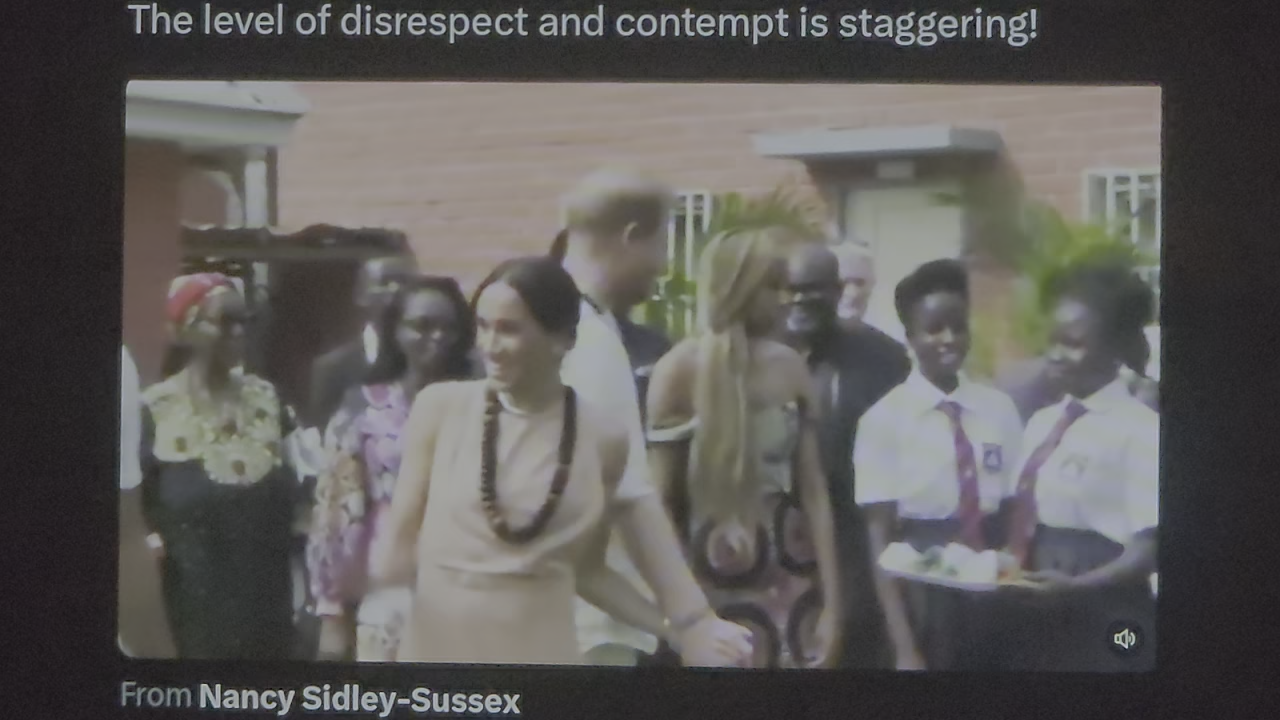 The level of disrespect and contempt is staggering!
From Nancy Sidley-Sussex